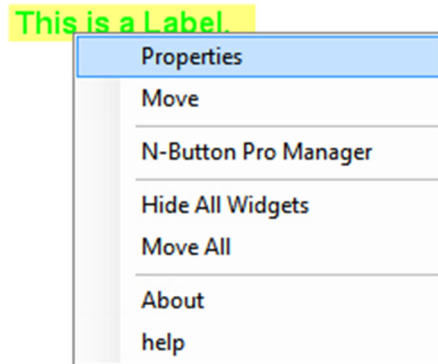 This is a Label.
Properties
Move
N-Button Pro Manager
Hide All Widgets
Move All
About
help